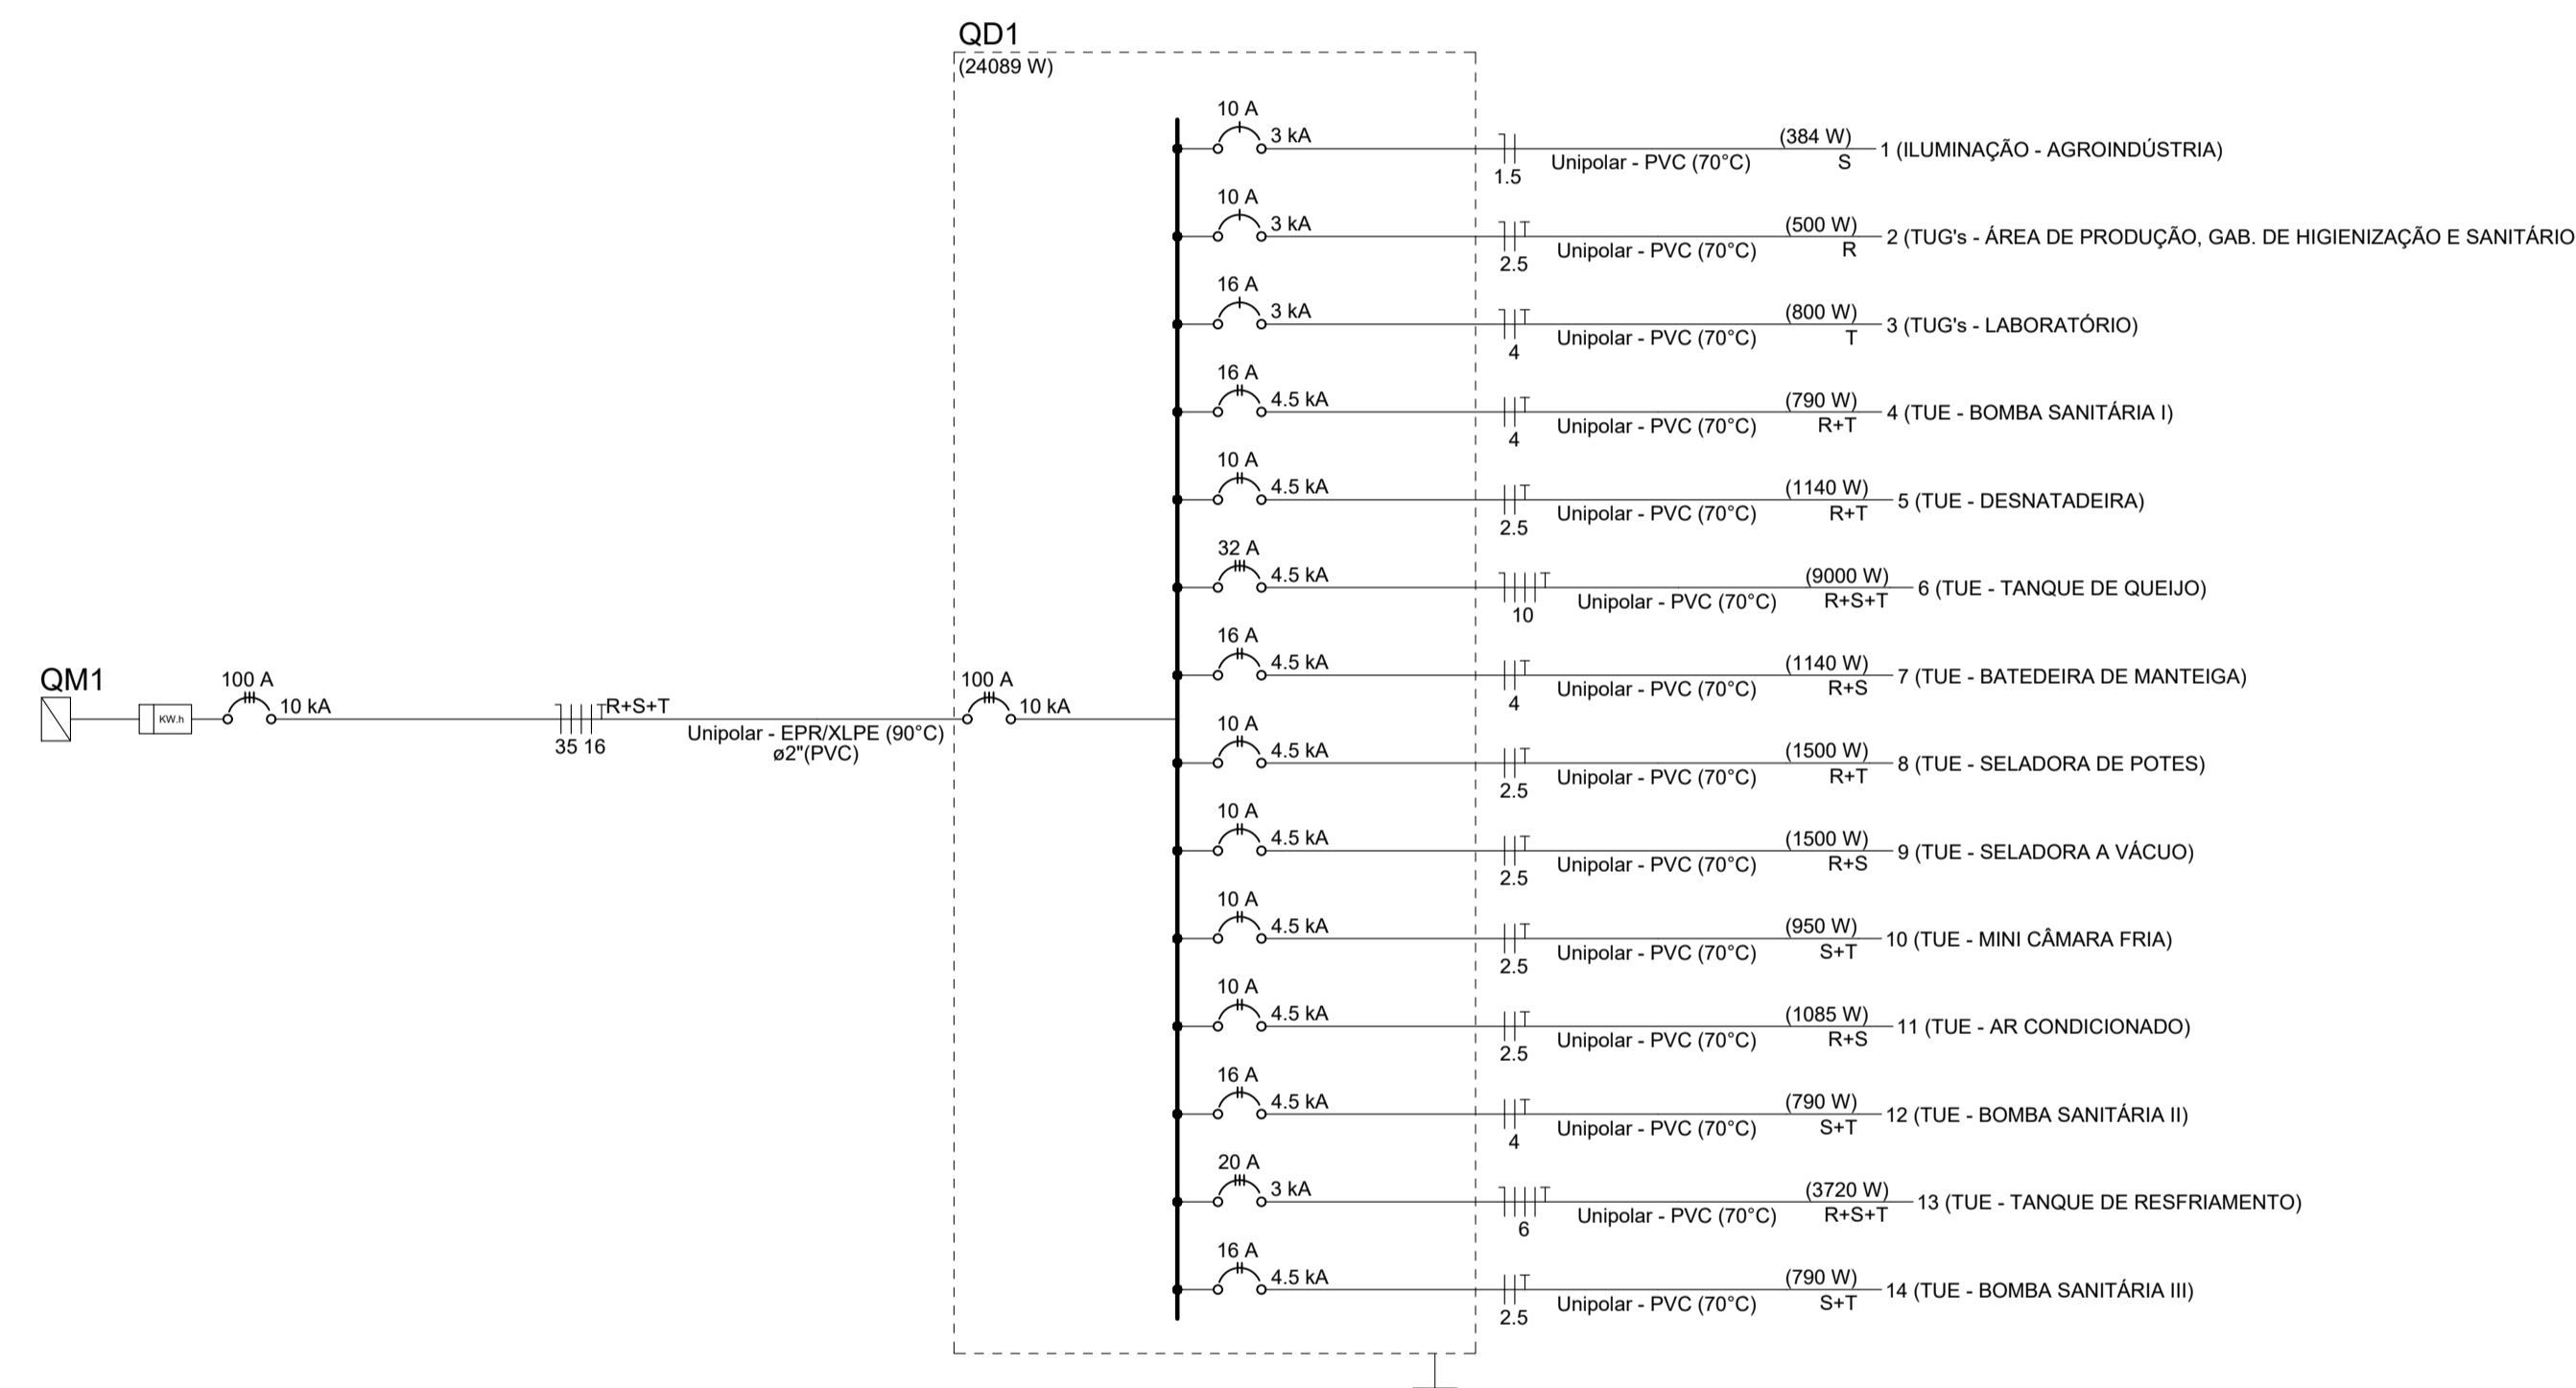 QD1
(24089 W)
10 A
3 kA
(384 W)
1 (ILUMINAÇÃO - AGROINDÚSTRIA)
Unipolar - PVC (70°C)
S
1.5
10 A
3 kA
(500 W)
2 (TUG's - ÁREA DE PRODUÇÃO, GAB. DE HIGIENIZAÇÃO E SANITÁRIO
Unipolar - PVC (70°C)
R
2.5
16 A
3 kA
(800 W)
3 (TUG's - LABORATÓRIO)
Unipolar - PVC (70°C)
T
4
16 A
4.5 kA
(790 W)
4 (TUE - BOMBA SANITÁRIA I)
Unipolar - PVC (70°C)
R+T
4
10 A
4.5 kA
(1140 W)
5 (TUE - DESNATADEIRA)
Unipolar - PVC (70°C)
R+T
2.5
32 A
4.5 kA
(9000 W)
6 (TUE - TANQUE DE QUEIJO)
Unipolar - PVC (70°C)
R+S+T
10
16 A
4.5 kA
(1140 W)
7 (TUE - BATEDEIRA DE MANTEIGA)
Unipolar - PVC (70°C)
R+S
4
QM1
KW.h
100 A
10 kA
R+S+T
35 16
Unipolar - EPR/XLPE (90°C)
ø2"(PVC)
100 A
10 kA
10 A
4.5 kA
(1500 W)
8 (TUE - SELADORA DE POTES)
Unipolar - PVC (70°C)
R+T
2.5
10 A
4.5 kA
(1500 W)
9 (TUE - SELADORA A VÁCUO)
Unipolar - PVC (70°C)
R+S
2.5
10 A
4.5 kA
(950 W)
10 (TUE - MINI CÂMARA FRIA)
Unipolar - PVC (70°C)
S+T
2.5
10 A
4.5 kA
(1085 W)
11 (TUE - AR CONDICIONADO)
Unipolar - PVC (70°C)
R+S
2.5
16 A
4.5 kA
(790 W)
12 (TUE - BOMBA SANITÁRIA II)
Unipolar - PVC (70°C)
S+T
4
20 A
3 kA
(3720 W)
13 (TUE - TANQUE DE RESFRIAMENTO)
Unipolar - PVC (70°C)
R+S+T
6
16 A
4.5 kA
(790 W)
14 (TUE - BOMBA SANITÁRIA III)
Unipolar - PVC (70°C)
S+T
2.5